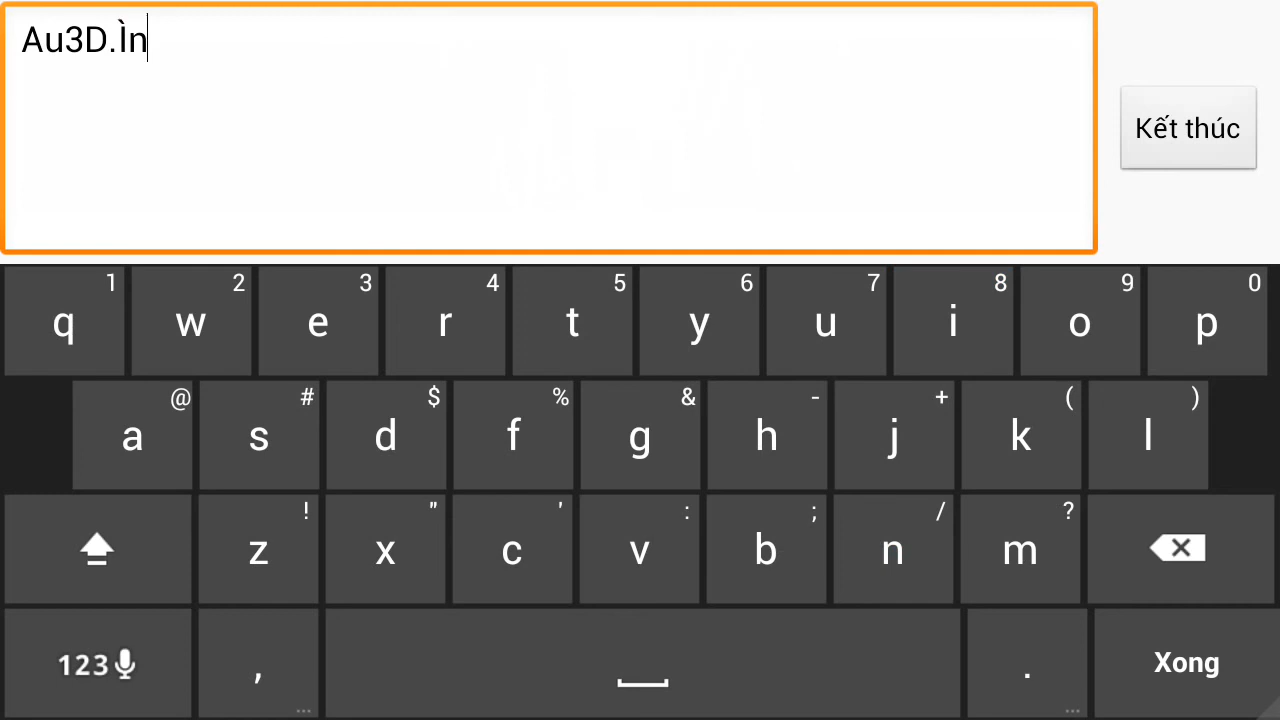 Au3D.Ìn
Kết thúc
1 2 3 4 5 6 7 8 9 0
q w e r t y u i o p
@ # $ % & - + ( )
a s d f g h j k l
! " ' : ; / ?
z x c v b n m
123 , ... . ... Xong